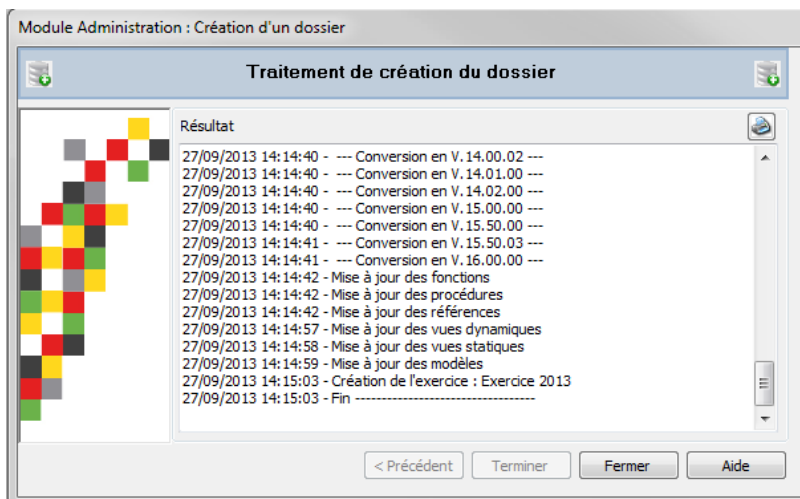 Module Administration : Création d'un dossier
Traitement de création du dossier
Résultat
27/09/2013 14:14:40 - --- Conversion en V.14.00.02 ---
27/09/2013 14:14:40 - --- Conversion en V.14.01.00 ---
27/09/2013 14:14:40 - --- Conversion en V.14.02.00 ---
27/09/2013 14:14:40 - --- Conversion en V.15.00.00 ---
27/09/2013 14:14:40 - --- Conversion en V.15.50.00 ---
27/09/2013 14:14:41 - --- Conversion en V.15.50.03 ---
27/09/2013 14:14:41 - --- Conversion en V.16.00.00 ---
27/09/2013 14:14:42 - Mise à jour des fonctions
27/09/2013 14:14:42 - Mise à jour des procédures
27/09/2013 14:14:42 - Mise à jour des références
27/09/2013 14:14:57 - Mise à jour des vues dynamiques
27/09/2013 14:14:58 - Mise à jour des vues statiques
27/09/2013 14:14:59 - Mise à jour des modèles
27/09/2013 14:15:03 - Création de l'exercice : Exercice 2013
27/09/2013 14:15:03 - Fin ------------------------------------
< Précédent Terminer Fermer Aide